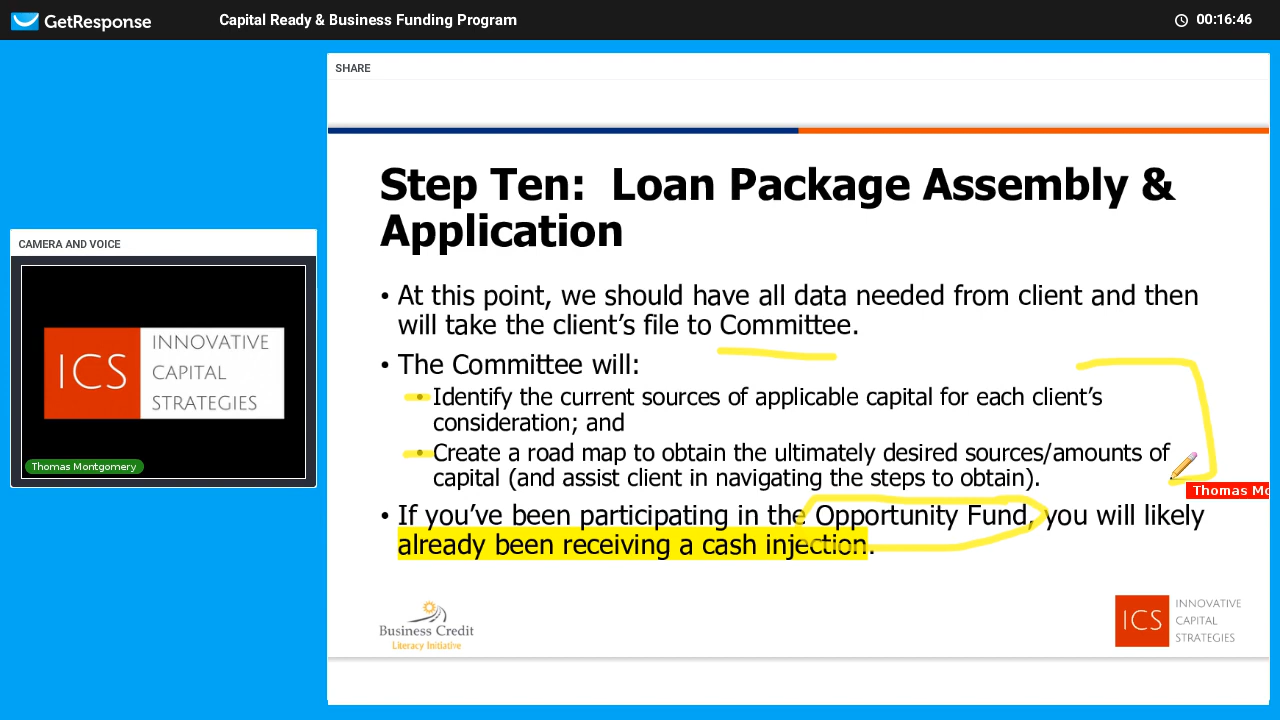 GetResponse
Capital Ready & Business Funding Program
00:16:46
SHARE
CAMERA AND VOICE
ICS
INNOVATIVE
CAPITAL
STRATEGIES
Thomas Montgomery
Step Ten:  Loan Package Assembly &
Application
• At this point, we should have all data needed from client and then
will take the client’s file to Committee.
• The Committee will:
• Identify the current sources of applicable capital for each client’s
consideration; and
• Create a road map to obtain the ultimately desired sources/amounts of
capital (and assist client in navigating the steps to obtain).
Thomas Mo
• If you’ve been participating in the Opportunity Fund, you will likely
already been receiving a cash injection.
Business Credit
Literacy Initiative
ICS
INNOVATIVE
CAPITAL
STRATEGIES